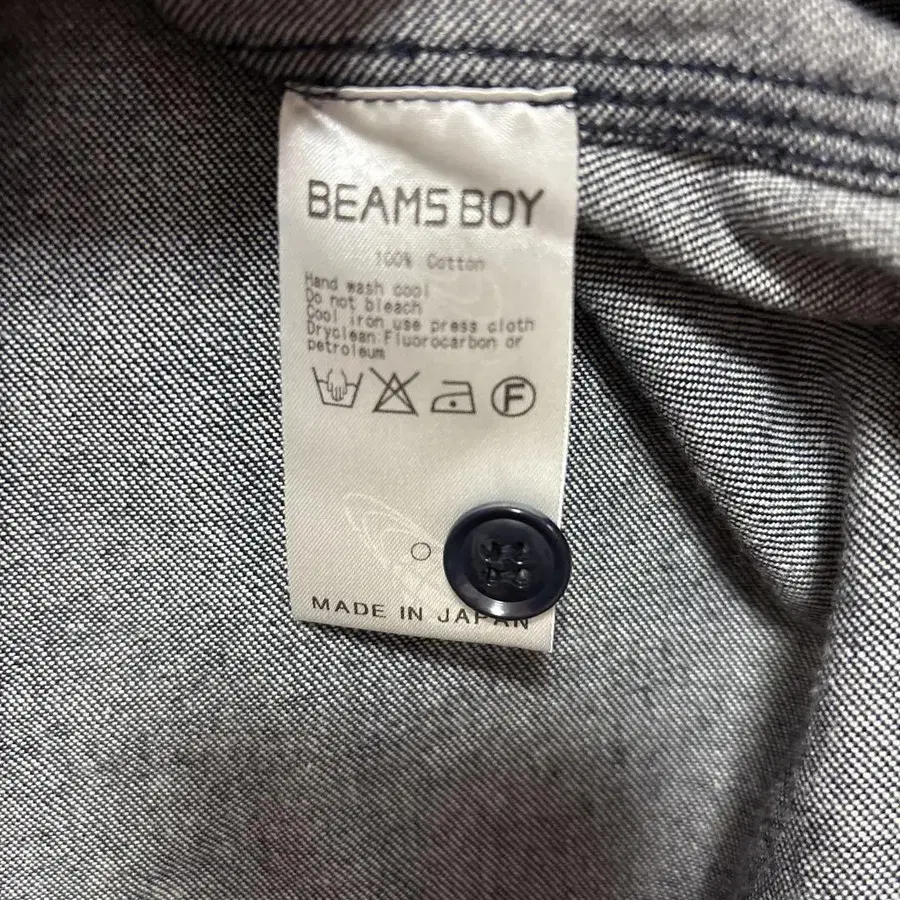 BEAMS BOY
100% Cotton
Hand wash cool
Do not bleach
Cool iron use press cloth
Dryclean Fluorocarbon or
petroleum
F
MADE IN JAPAN